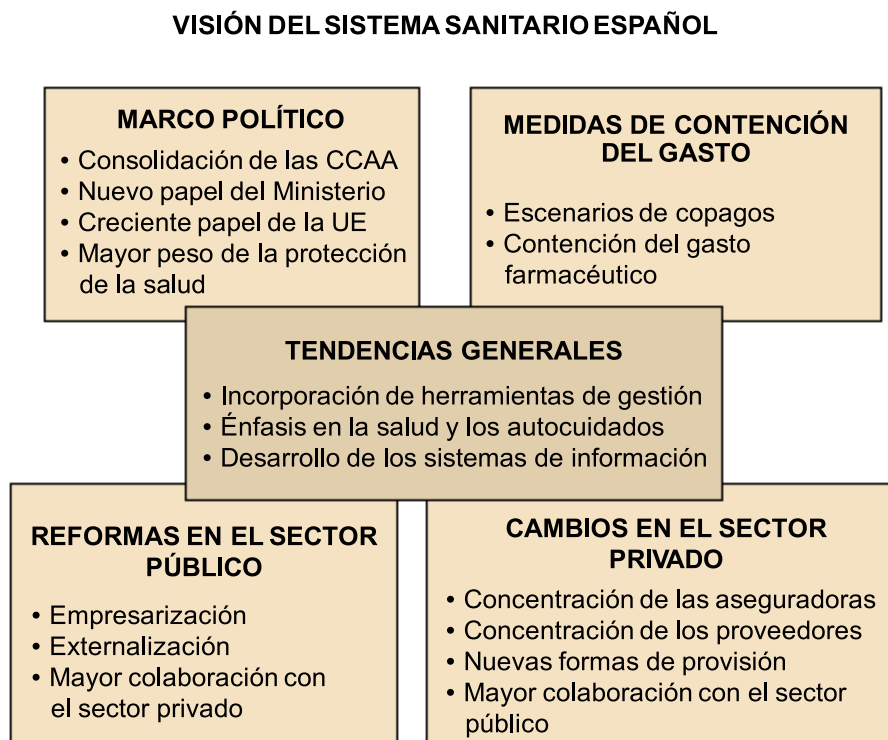 VISIÓN DEL SISTEMA SANITARIO ESPAÑOL
MARCO POLÍTICO
• Consolidación de las CCAA
• Nuevo papel del Ministerio
• Creciente papel de la UE
• Mayor peso de la protección
de la salud
MEDIDAS DE CONTENCIÓN
DEL GASTO
• Escenarios de copagos
• Contención del gasto
farmacéutico
TENDENCIAS GENERALES
• Incorporación de herramientas de gestión
• Énfasis en la salud y los autocuidados
• Desarrollo de los sistemas de información
REFORMAS EN EL SECTOR
PÚBLICO
• Empresarización
• Externalización
• Mayor colaboración con
el sector privado
CAMBIOS EN EL SECTOR
PRIVADO
• Concentración de las aseguradoras
• Concentración de los proveedores
• Nuevas formas de provisión
• Mayor colaboración con el sector
público